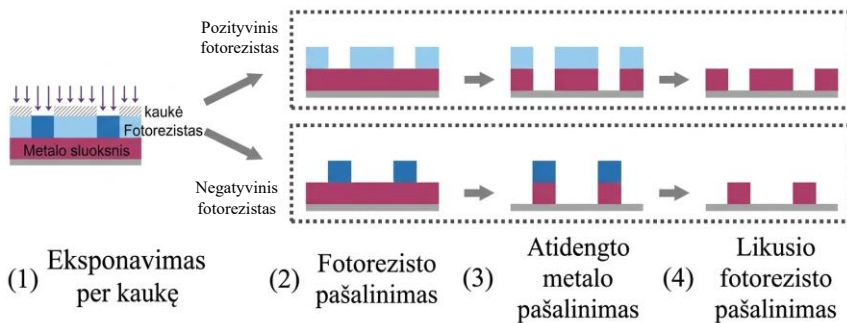 Pozityvinis
fotorezistas
kaukė
Fotorezistas
Metalo sluoksnis
Negatyvinis
fotorezistas
(1) Eksponavimas
per kaukę
(2) Fotorezisto
pašalinimas
(3) Atidengto
metalo
pašalinimas
(4) Likusio
fotorezisto
pašalinimas